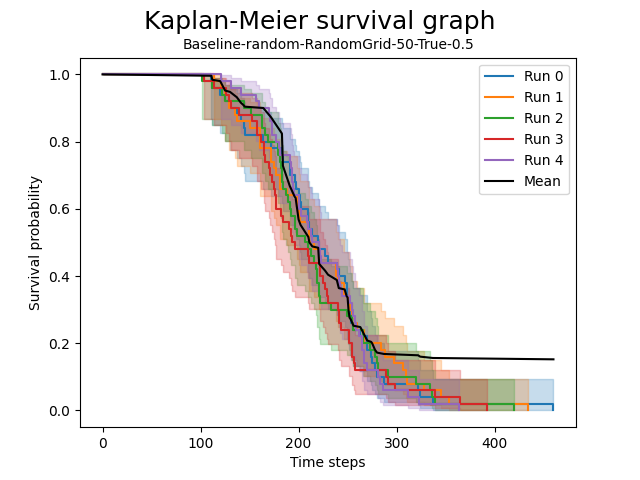 Kaplan-Meier survival graph
Baseline-random-RandomGrid-50-True-0.5
Survival probability
1.0
0.8
0.6
0.4
0.2
0.0
Run 0
Run 1
Run 2
Run 3
Run 4
Mean
0
100
200
300
400
Time steps